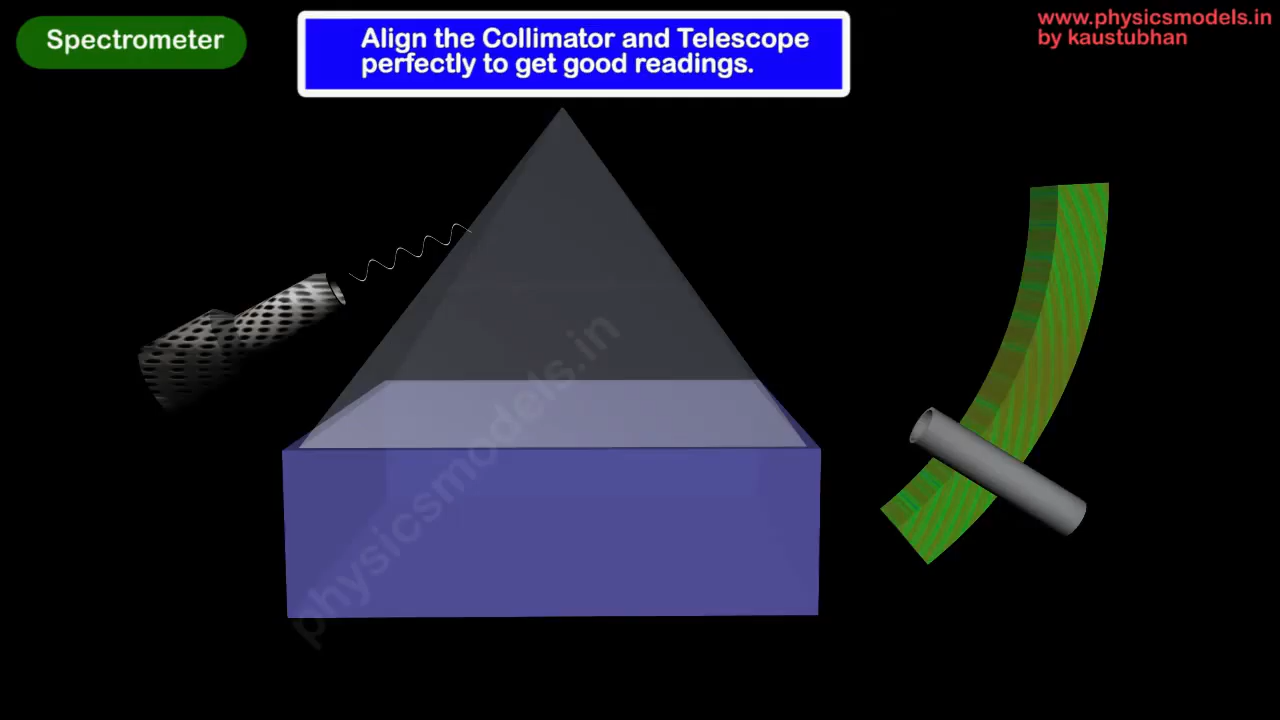 Spectrometer
Align the Collimator and Telescope
perfectly to get good readings.
www.physicsmodels.in
by kaustubhan
physicsmodels.in